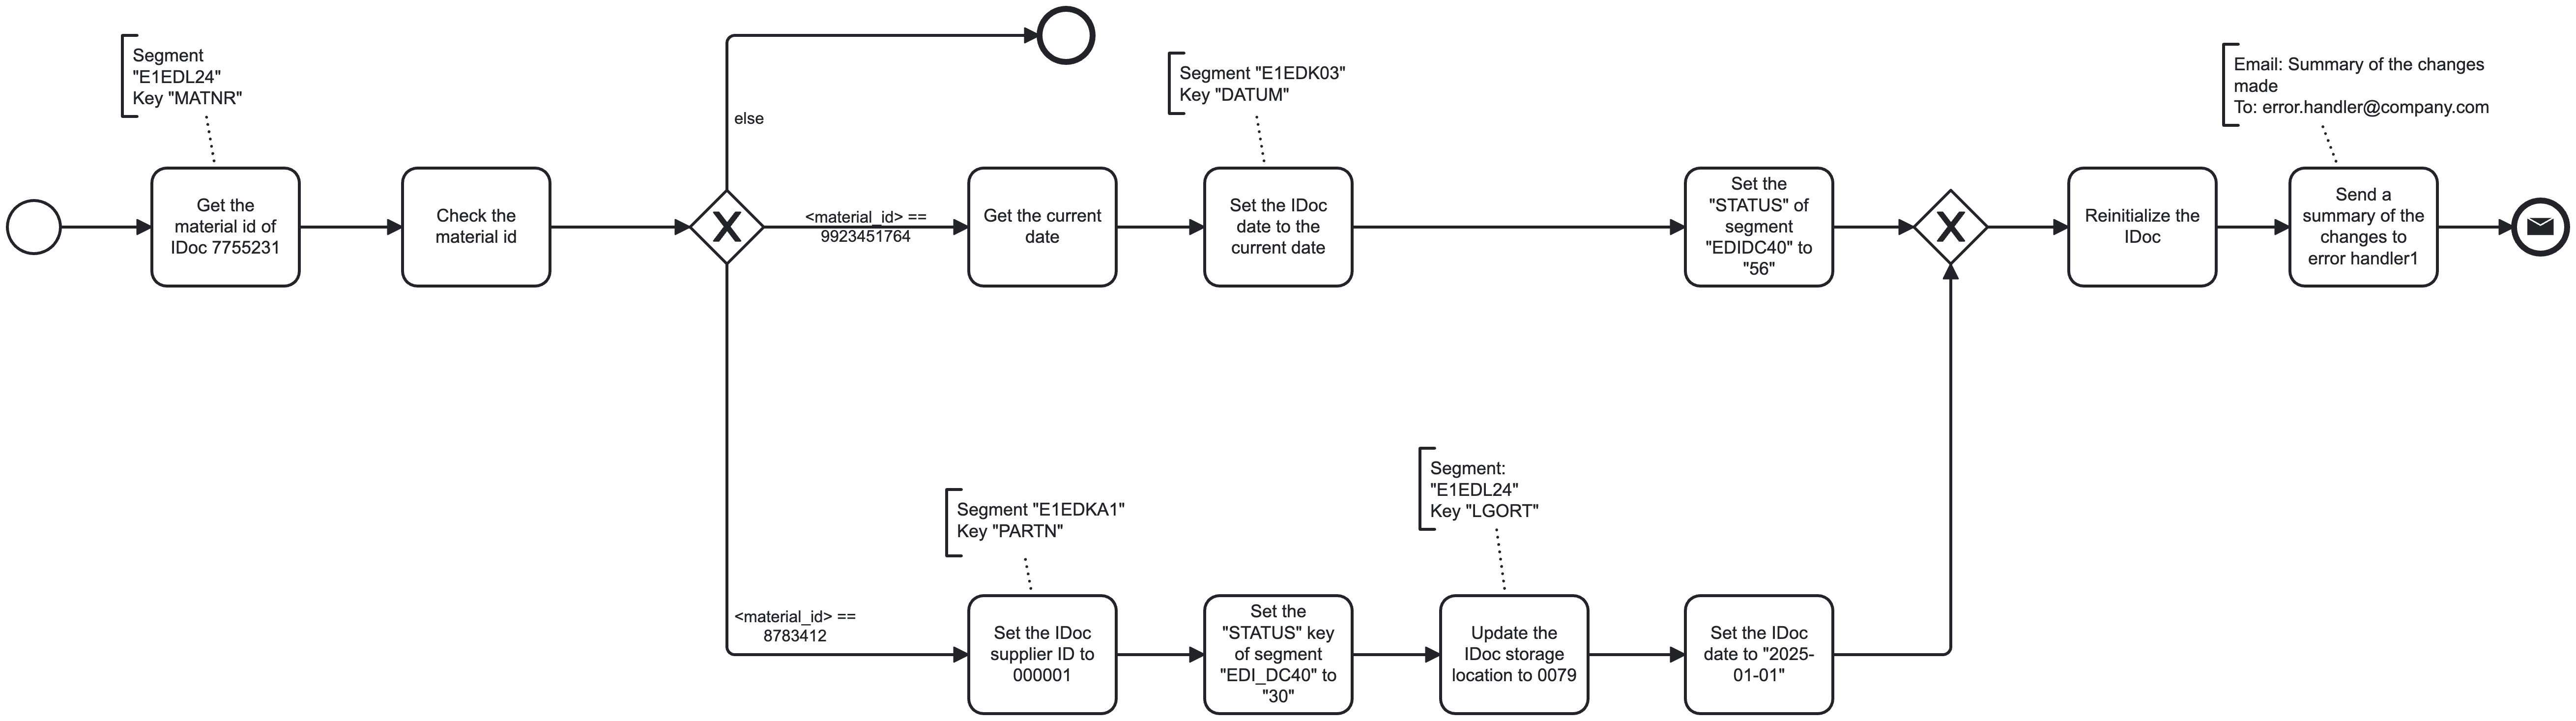 Segment
"E1EDL24"
Key "MATNR"
Get the
material id of
IDoc 7755231
Check the
material id
else
<material_id> ==
9923451764
Get the current
date
Segment "E1EDK03"
Key "DATUM"
Set the IDoc
date to the
current date
Set the
"STATUS" of
segment
"EDIDC40" to
"56"
Reinitialize the
IDoc
Email: Summary of the changes
made
To: error.handler@company.com
Send a
summary of the
changes to
error handler1
<material_id> ==
8783412
Segment "E1EDKA1"
Key "PARTN"
Set the IDoc
supplier ID to
000001
Set the
"STATUS" key
of segment
"EDI_DC40" to
"30"
Segment:
"E1EDL24"
Key "LGORT"
Update the
IDoc storage
location to 0079
Set the IDoc
date to "2025-
01-01"